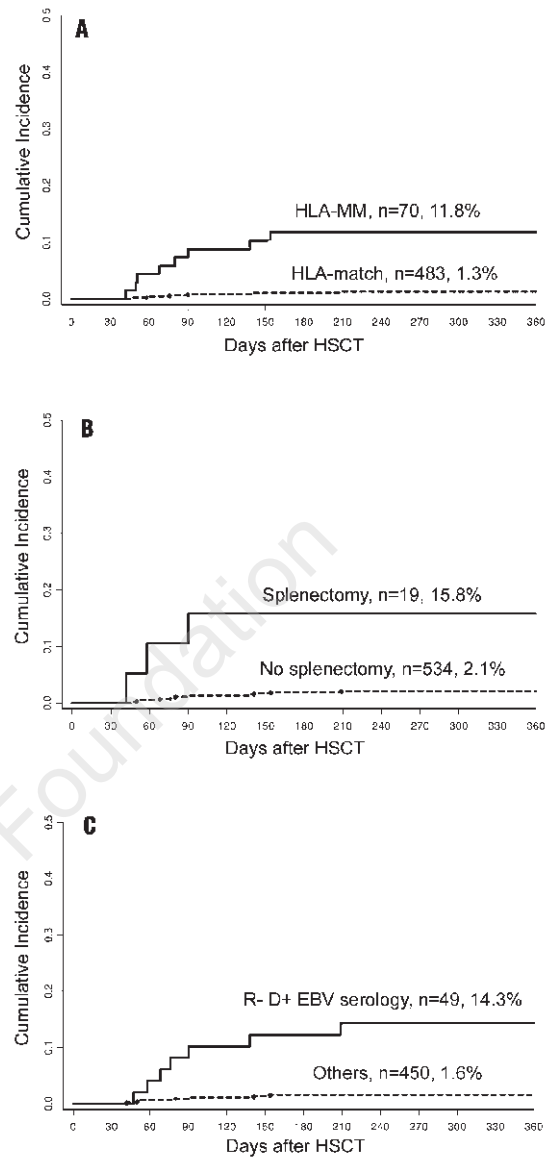 A
0.5
0.4
0.3
0.2
0.1
0.0
Cumulative Incidence
HLA-MM, n=70, 11.8%
HLA-match, n=483, 1.3%
0 30 60 90 120 150 180 210 240 270 300 330 360
Days after HSCT
B
0.5
0.4
0.3
0.2
0.1
0.0
Cumulative Incidence
Splenectomy, n=19, 15.8%
No splenectomy, n=534, 2.1%
0 30 60 90 120 150 180 210 240 270 300 330 360
Days after HSCT
C
0.5
0.4
0.3
0.2
0.1
0.0
Cumulative Incidence
R- D+ EBV serology, n=49, 14.3%
Others, n=450, 1.6%
0 30 60 90 120 150 180 210 240 270 300 330 360
Days after HSCT
Foundation